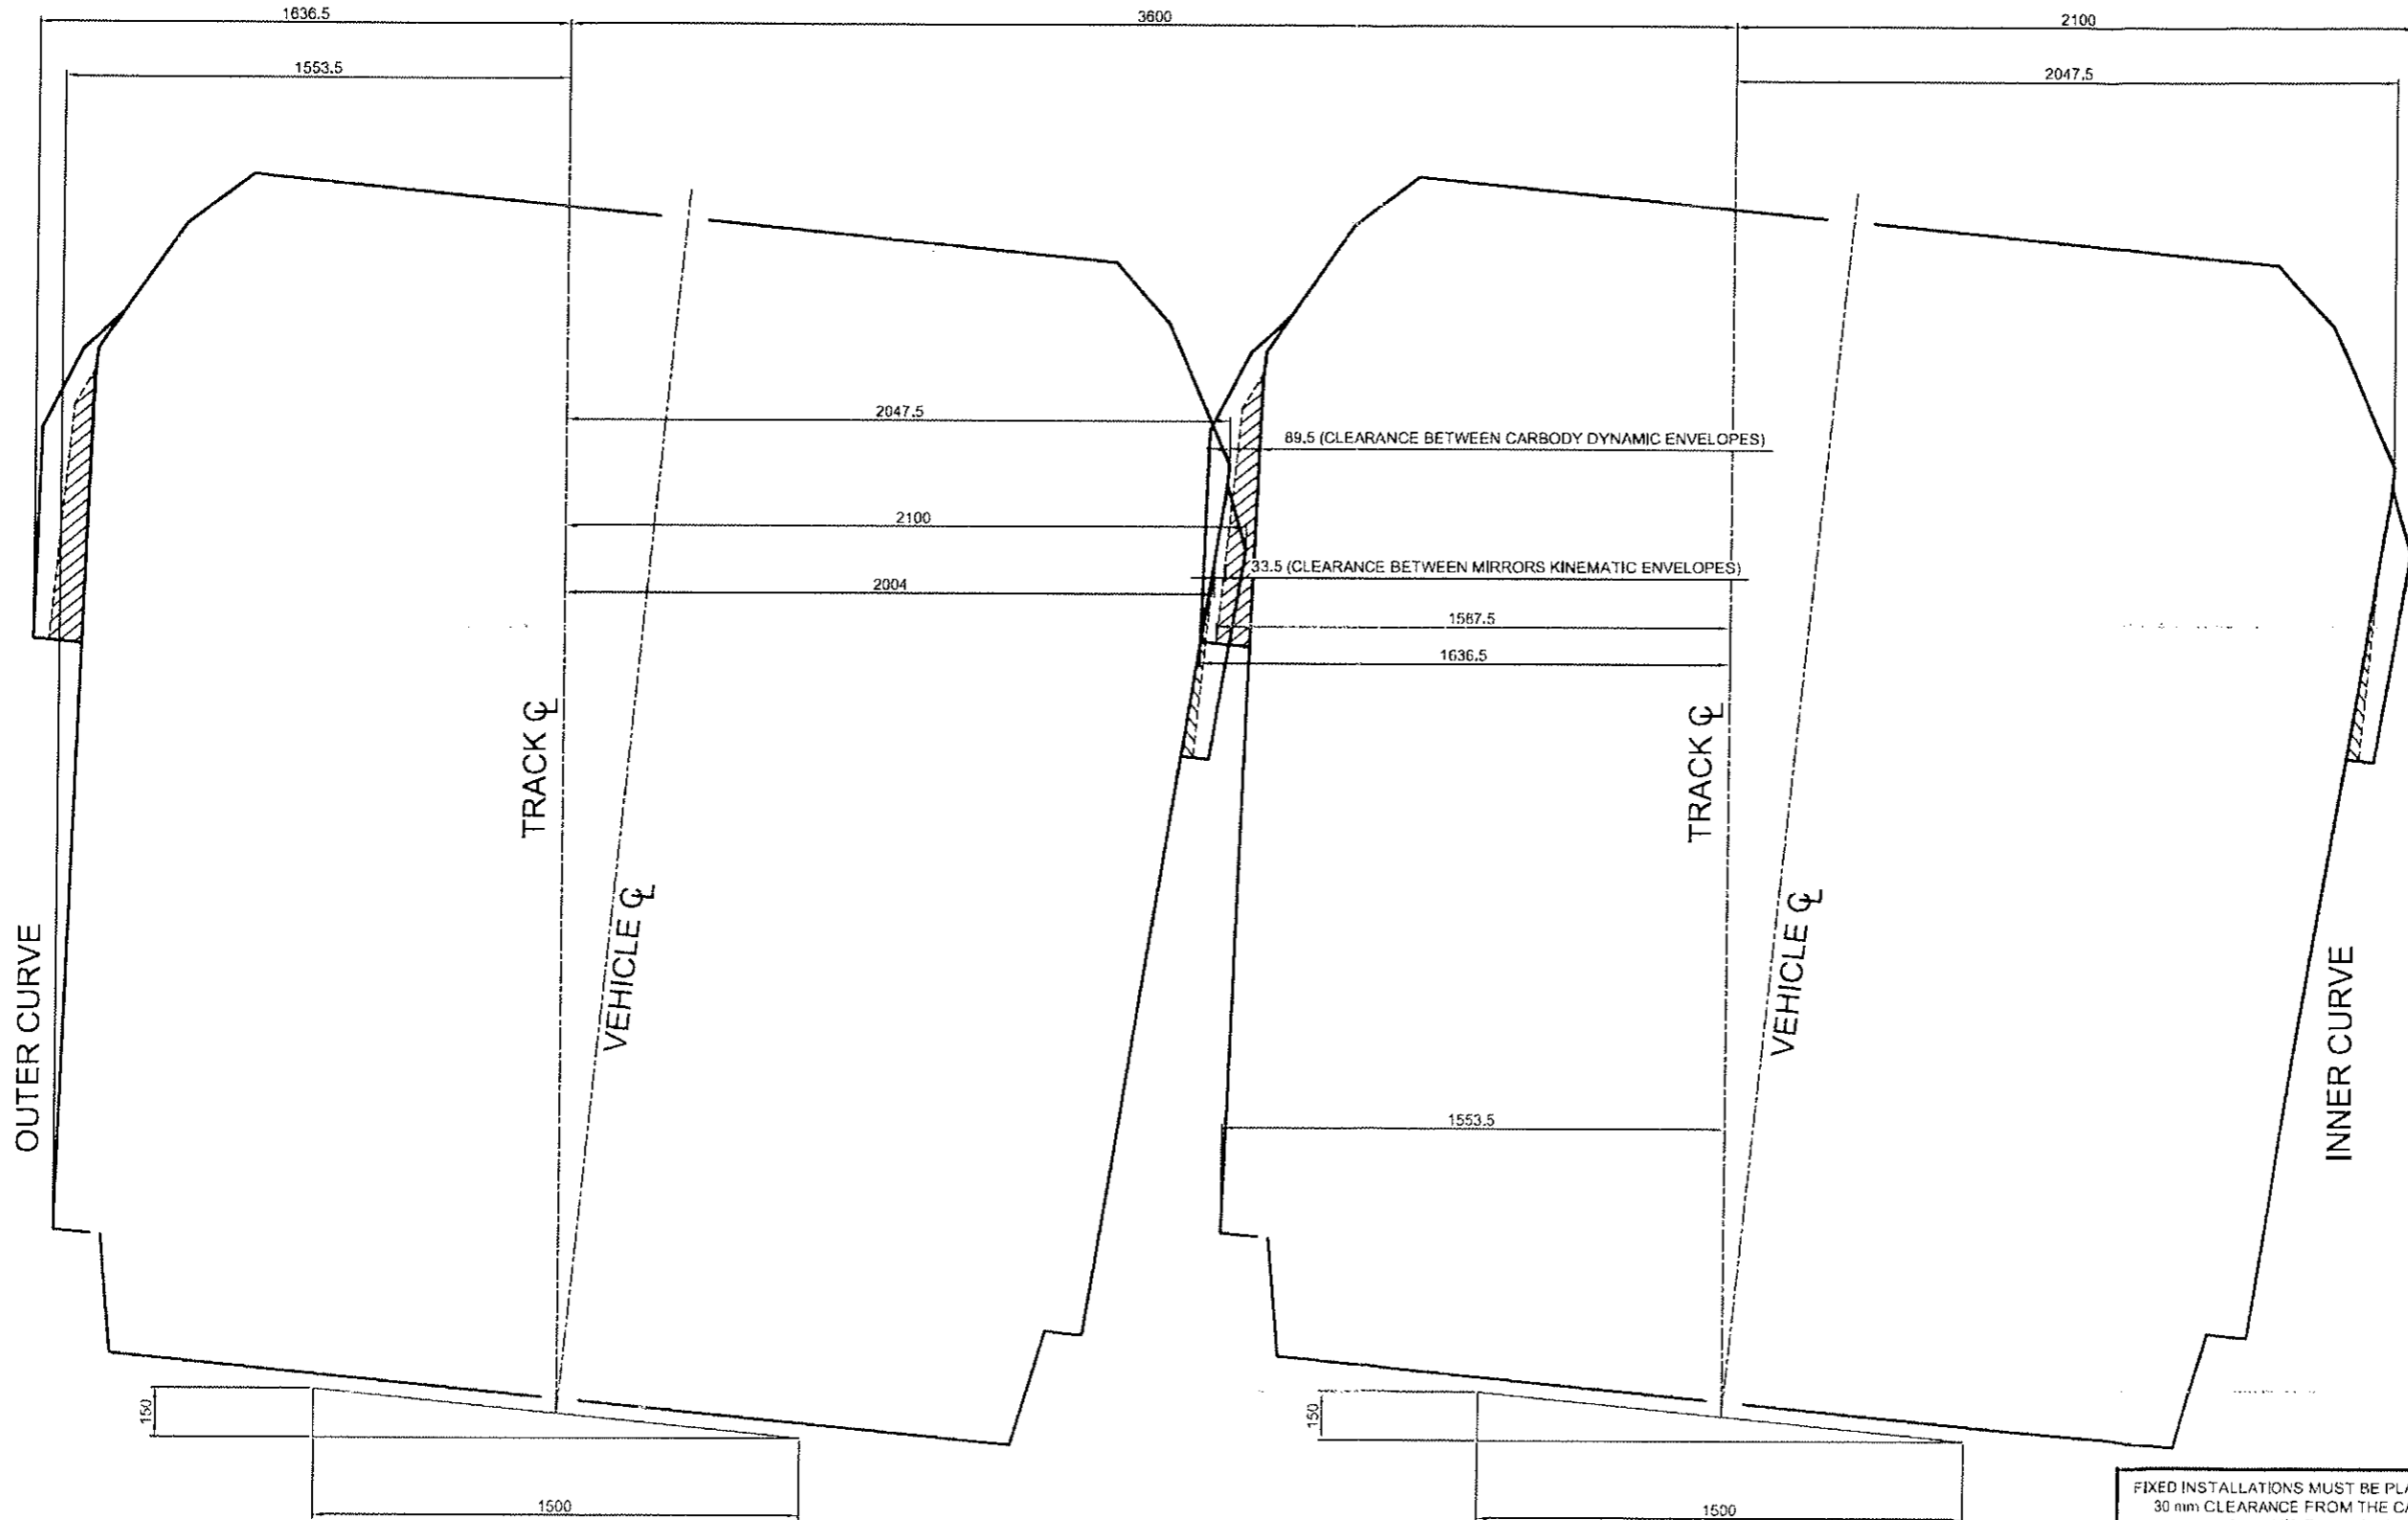 1636.5
3600
2100
1553.5
2047.5
2047.5
89.5 (CLEARANCE BETWEEN CARBODY DYNAMIC ENVELOPES)
2100
33.5 (CLEARANCE BETWEEN MIRRORS KINEMATIC ENVELOPES)
2004
1587.5
1636.5
TRACK ℄
TRACK ℄
VEHICLE ℄
VEHICLE ℄
OUTER CURVE
INNER CURVE
1553.5
150
150
1500
1500
FIXED INSTALLATIONS MUST BE
30 mm CLEARANCE FROM THE